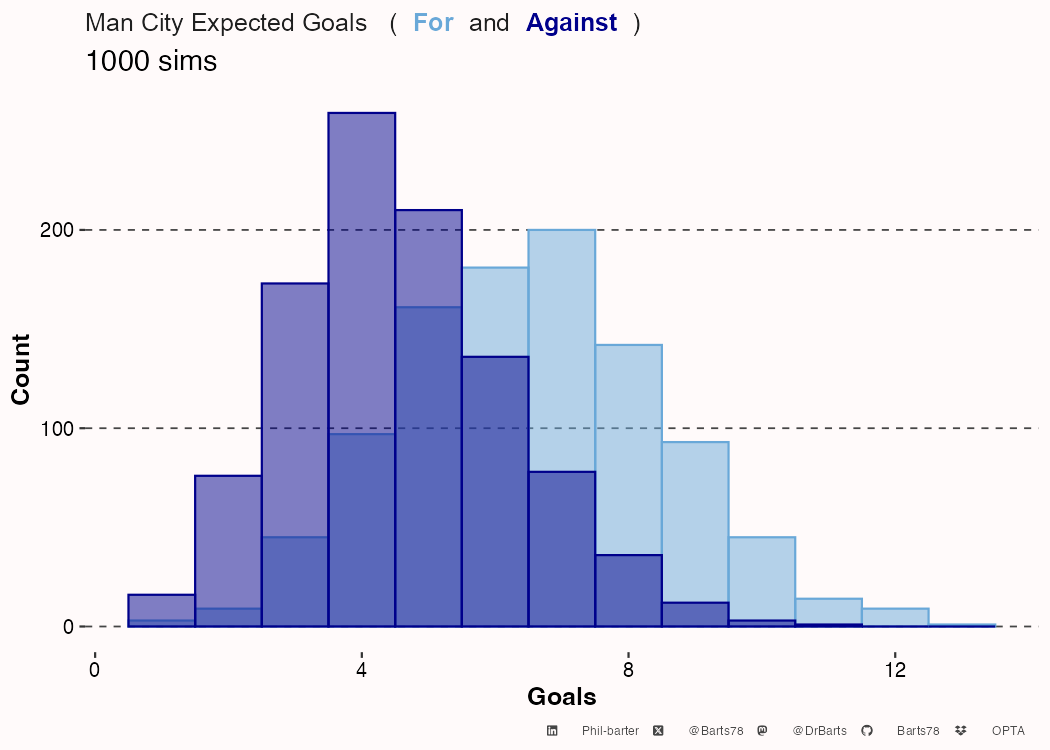 Man City Expected Goals ( For and Against )
1000 sims
200
100
0
Count
0 4 8 12
Goals
Phil-barter @Barts78 @DrBarts Barts78 OPTA